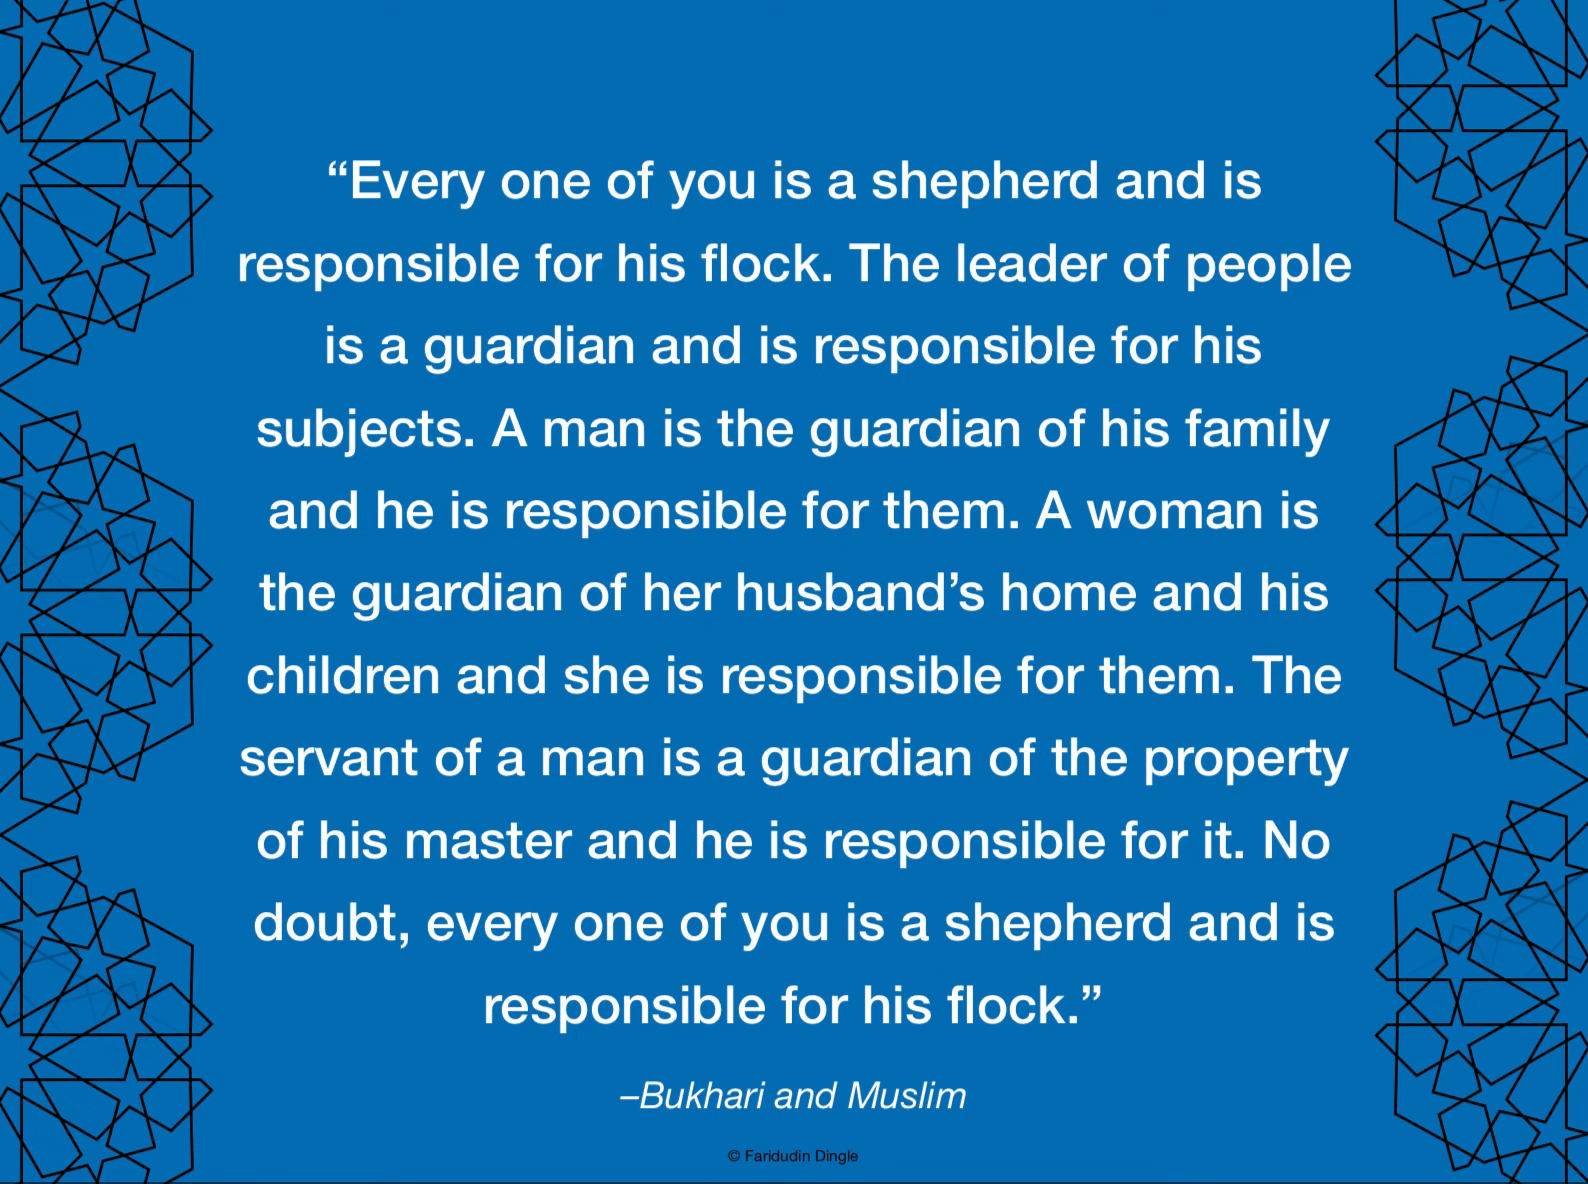 “Every one of you is a shepherd and is
responsible for his flock. The leader of people
is a guardian and is responsible for his
subjects. A man is the guardian of his family
and he is responsible for them. A woman is
the guardian of her husband’s home and his
children and she is responsible for them. The
servant of a man is a guardian of the property
of his master and he is responsible for it. No
doubt, every one of you is a shepherd and is
responsible for his flock.”
–Bukhari and Muslim
© Faridudin Dingle